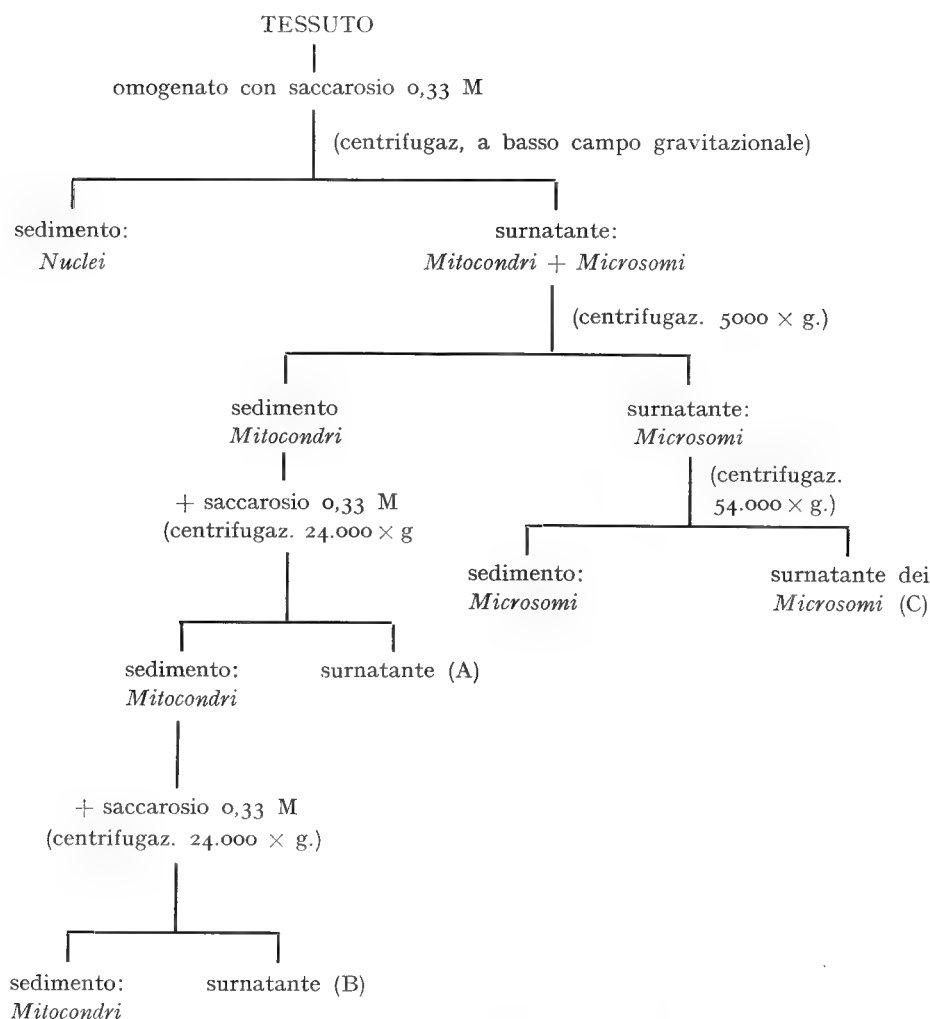 TESSUTO
omogenato con saccarosio 0,33 M
(centrifugaz, a basso campo gravitazionale)
sedimento:
Nuclei
surnatante:
Mitocondri + Microsomi
(centrifugaz. 5000 × g.)
sedimento
Mitocondri
surnatante:
Microsomi
+ saccarosio 0,33 M
(centrifugaz. 24.000 × g
(centrifugaz.
54.000 × g.)
sedimento:
Microsomi
surnatante dei
Microsomi (C)
sedimento:
Mitocondri
surnatante (A)
+ saccarosio 0,33 M
(centrifugaz. 24.000 × g.)
sedimento:
Mitocondri
surnatante (B)